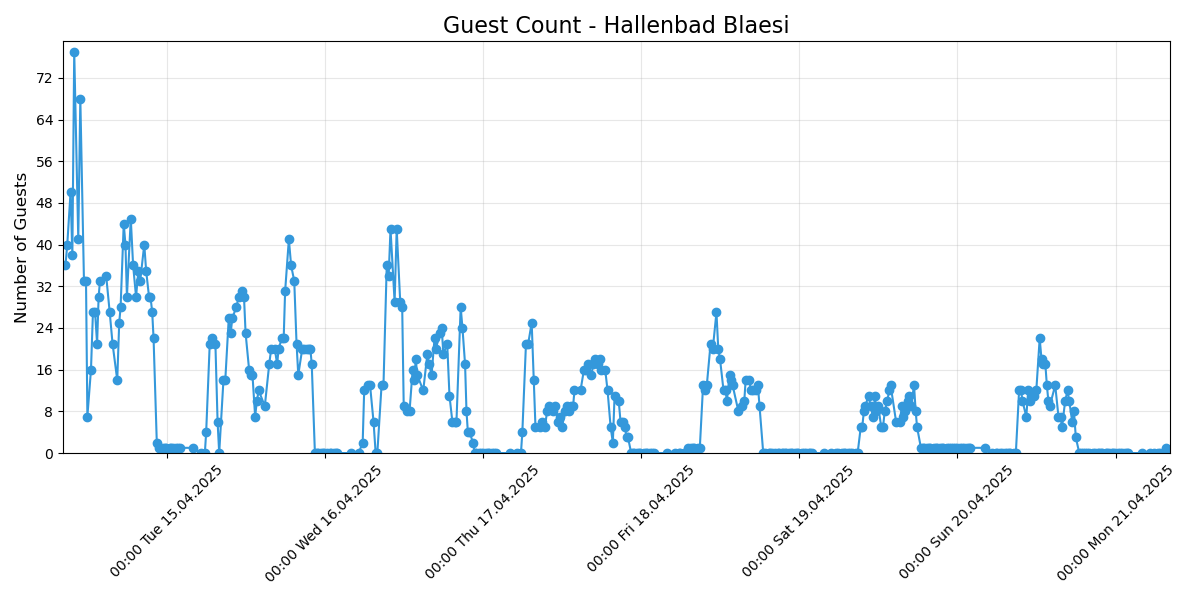 Guest Count - Hallenbad Blaesi
Number of Guests
72
64
56
48
40
32
24
16
8
0
00:00 Tue 15.04.2025
00:00 Wed 16.04.2025
00:00 Thu 17.04.2025
00:00 Fri 18.04.2025
00:00 Sat 19.04.2025
00:00 Sun 20.04.2025
00:00 Mon 21.04.2025